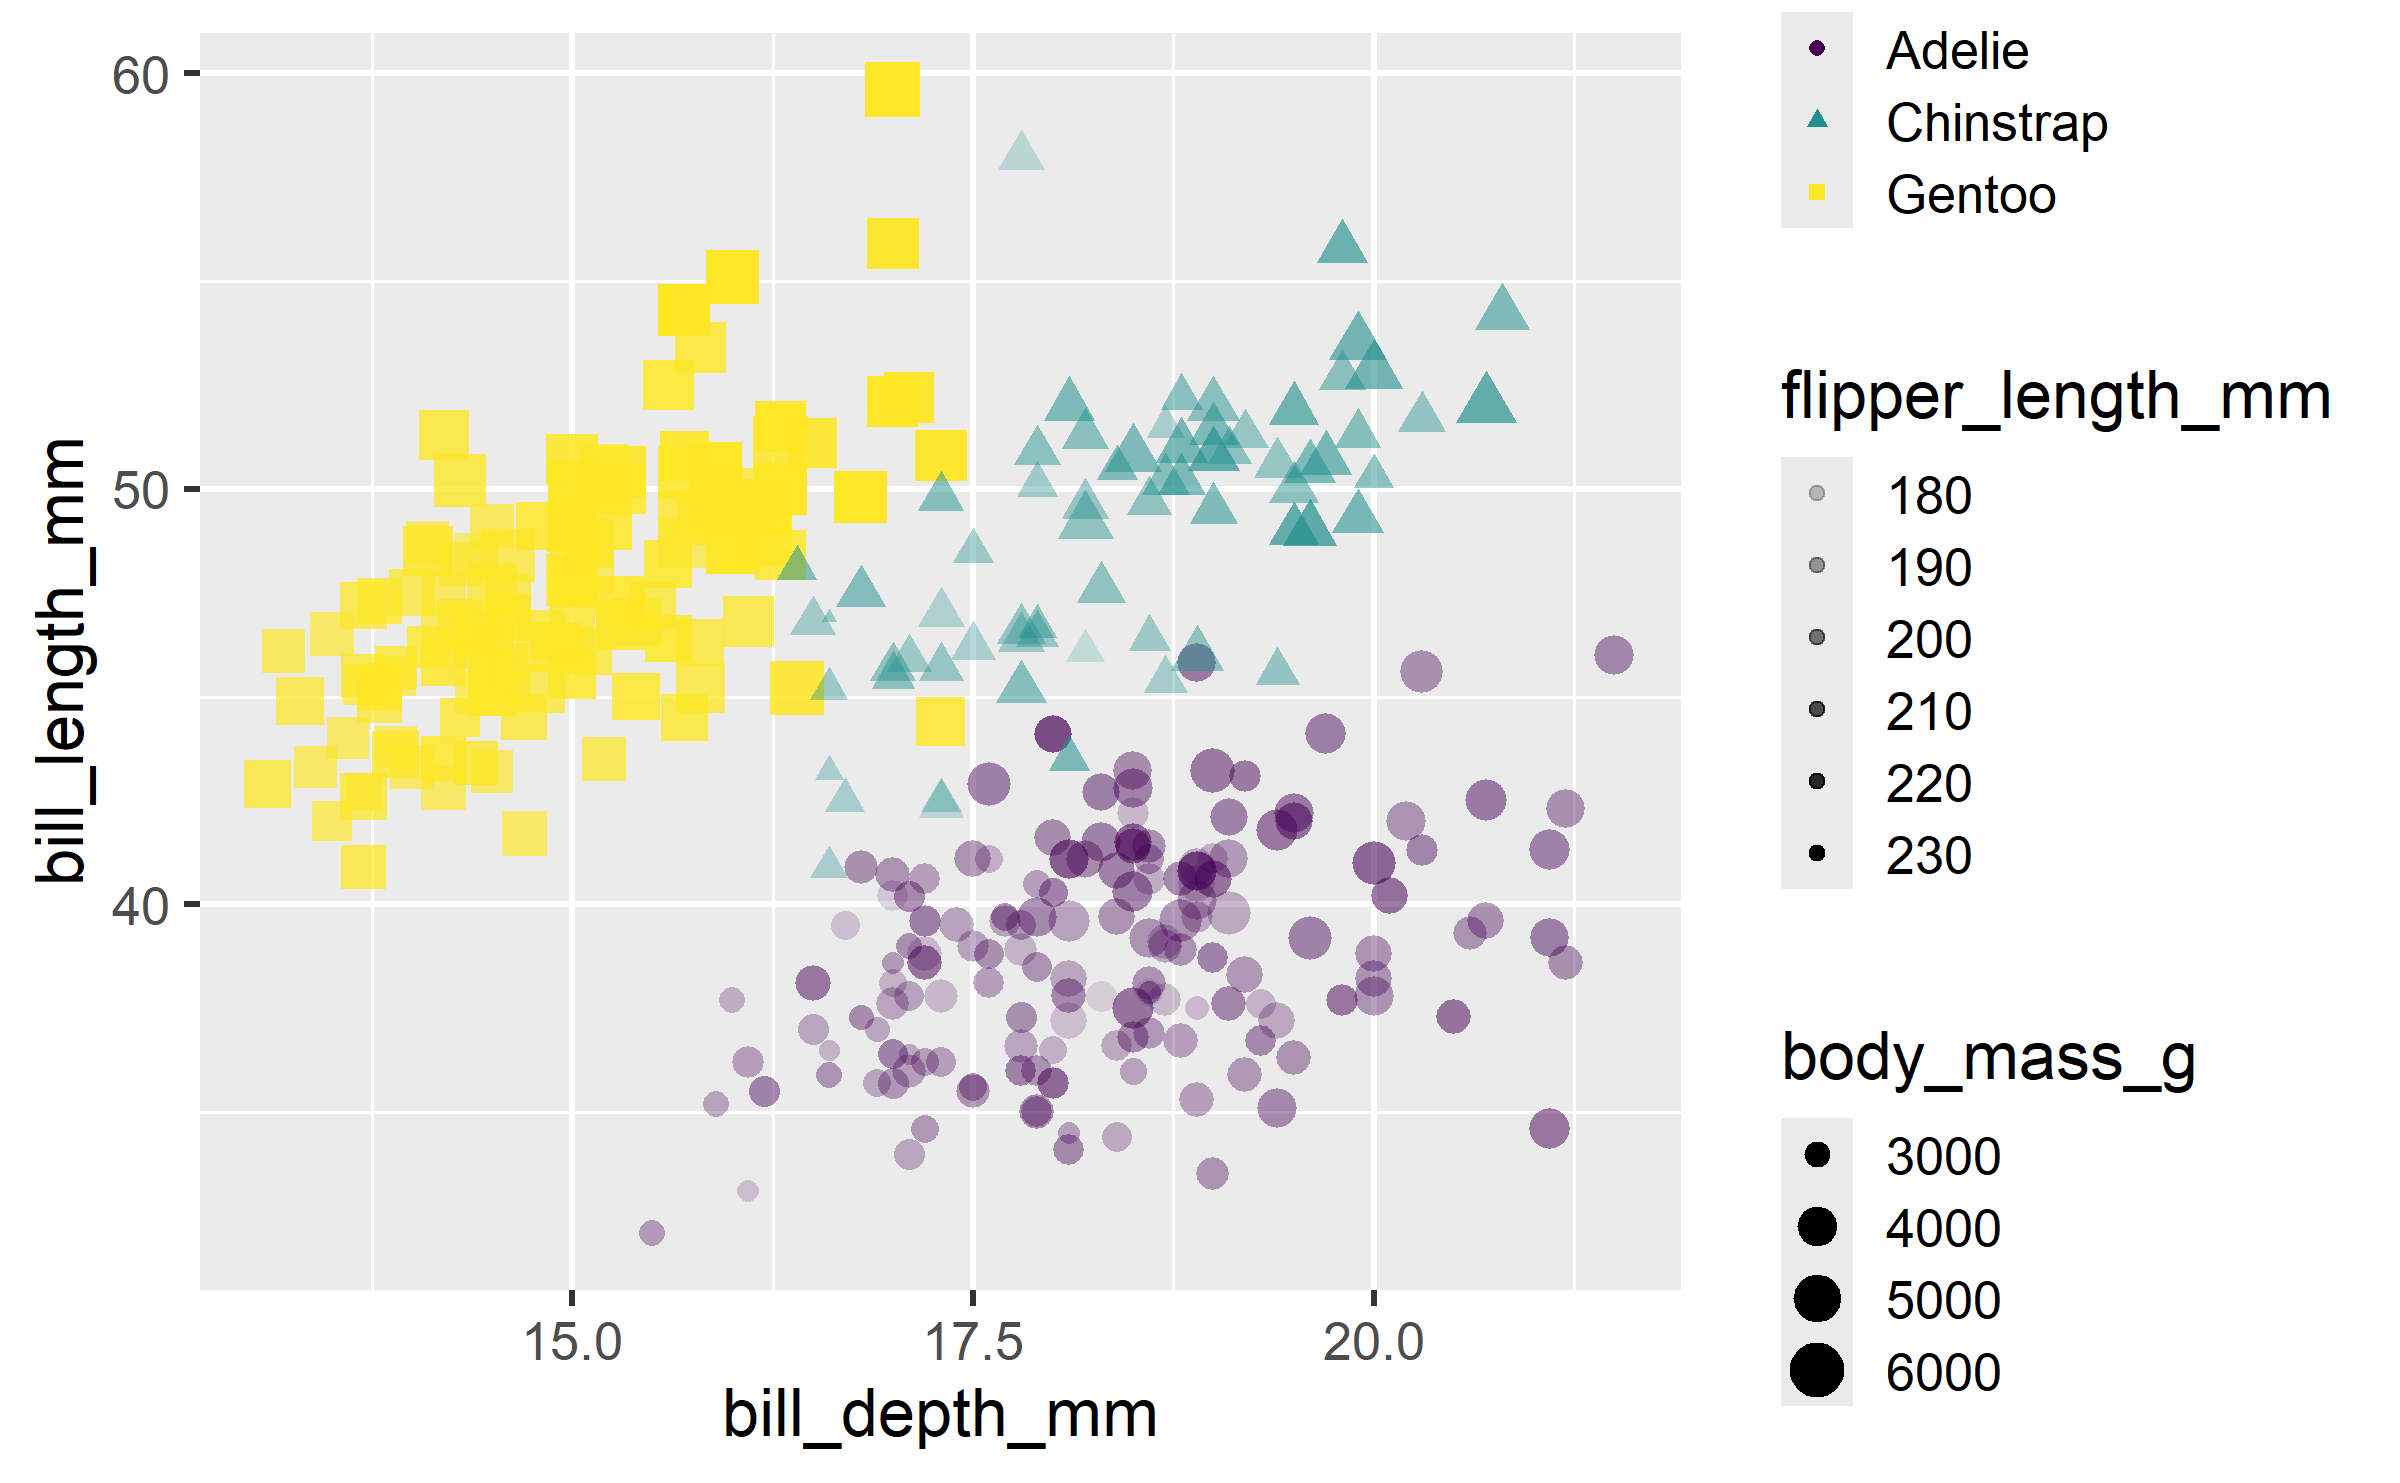 60
50
40
bill_length_mm
15.0 17.5 20.0
bill_depth_mm
Adelie
Chinstrap
Gentoo
flipper_length_mm
180
190
200
210
220
230
body_mass_g
3000
4000
5000
6000